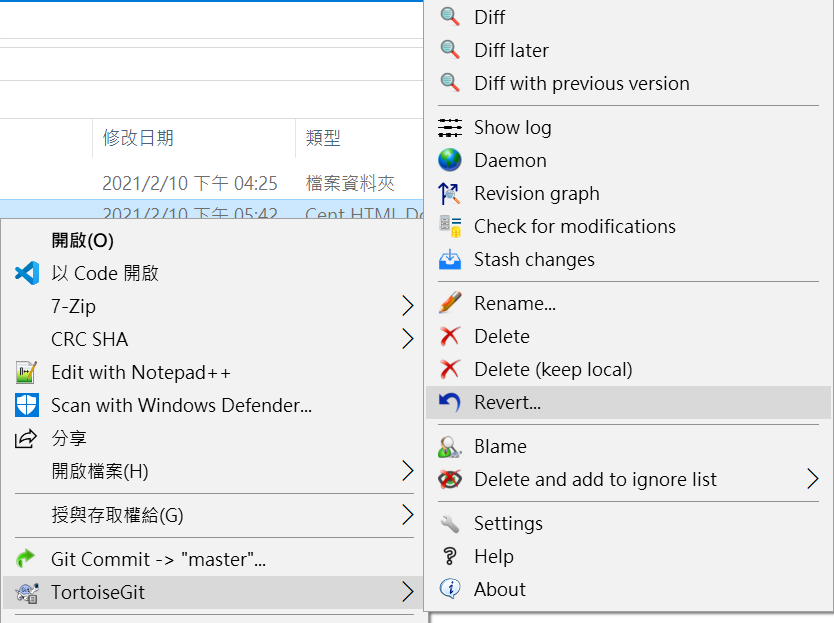 修改日期
類型
2021/2/10 下午 04:25
檔案資料夾
2021/2/10 下午 05:42
Cent HTML Do
開啟(O)
以 Code 開啟
7-Zip
CRC SHA
Edit with Notepad++
Scan with Windows Defender...
分享
開啟檔案(H)
授與存取權給(G)
Git Commit -> "master"...
TortoiseGit
Diff
Diff later
Diff with previous version
Show log
Daemon
Revision graph
Check for modifications
Stash changes
Rename...
Delete
Delete (keep local)
Revert...
Blame
Delete and add to ignore list
Settings
Help
About